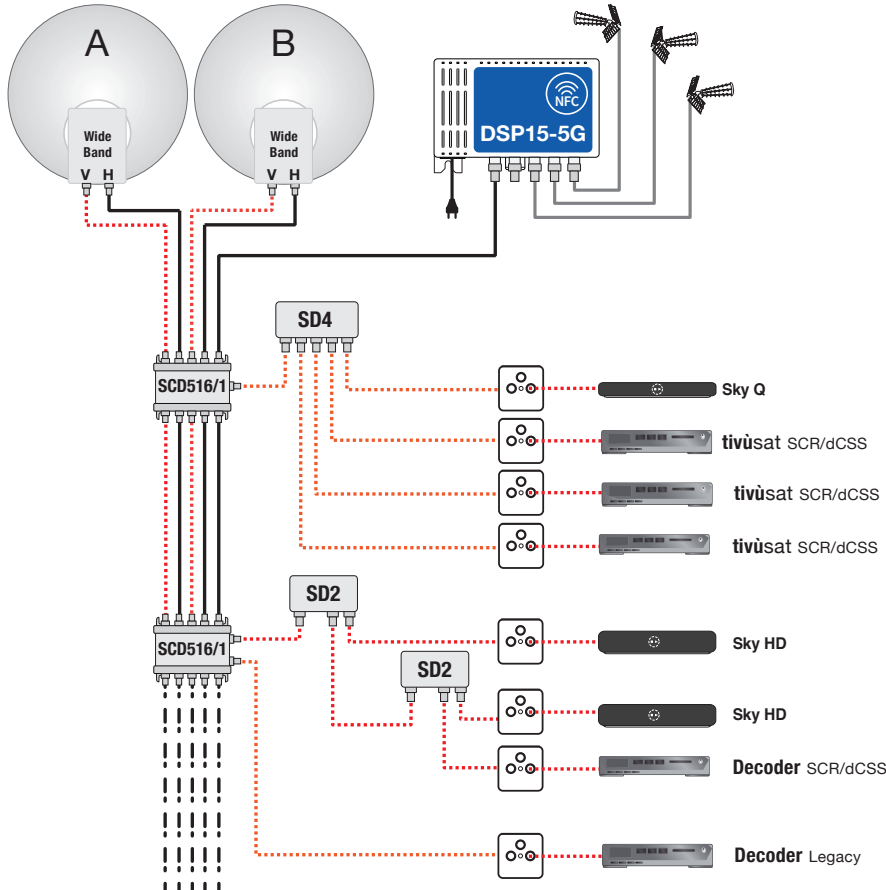 A
B
Wide
Band
V H
Wide
Band
V H
NFC
DSP15-5G
SD4
SCD516/1
Sky Q
tivùsat SCR/dCSS
tivùsat SCR/dCSS
tivùsat SCR/dCSS
SD2
SCD516/1
Sky HD
SD2
Sky HD
Decoder SCR/dCSS
Decoder Legacy